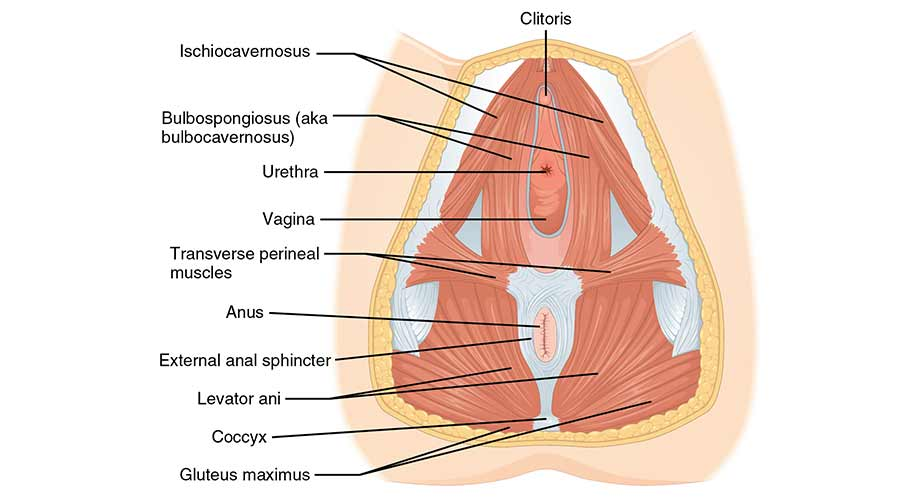 Clitoris
Ischiocavernosus
Bulbospongiosus (aka
bulbocavernosus)
Urethra
Vagina
Transverse perineal
muscles
Anus
External anal sphincter
Levator ani
Coccyx
Gluteus maximus